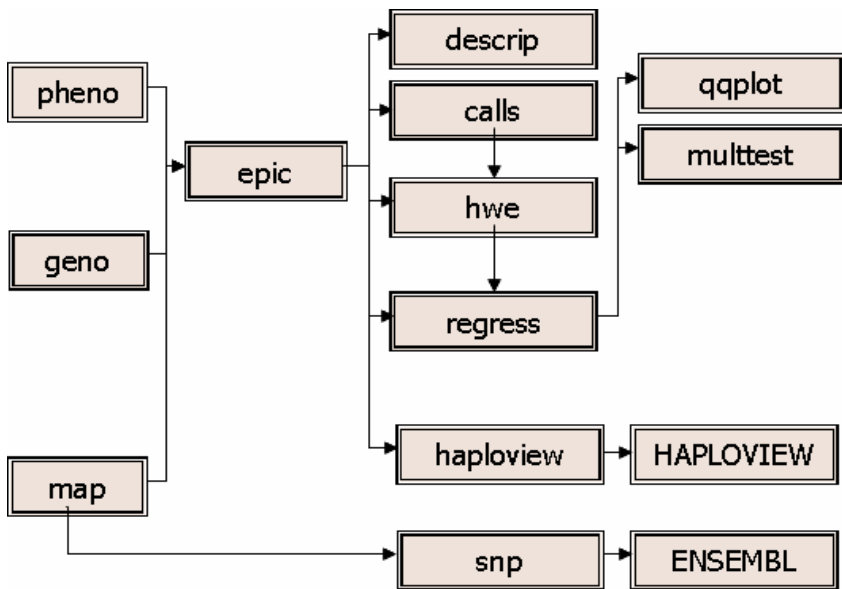 pheno
geno
map
epic
descrip
calls
hwe
regress
haploview
snp
qqplot
multtest
HAPLOVIEW
ENSEMBL